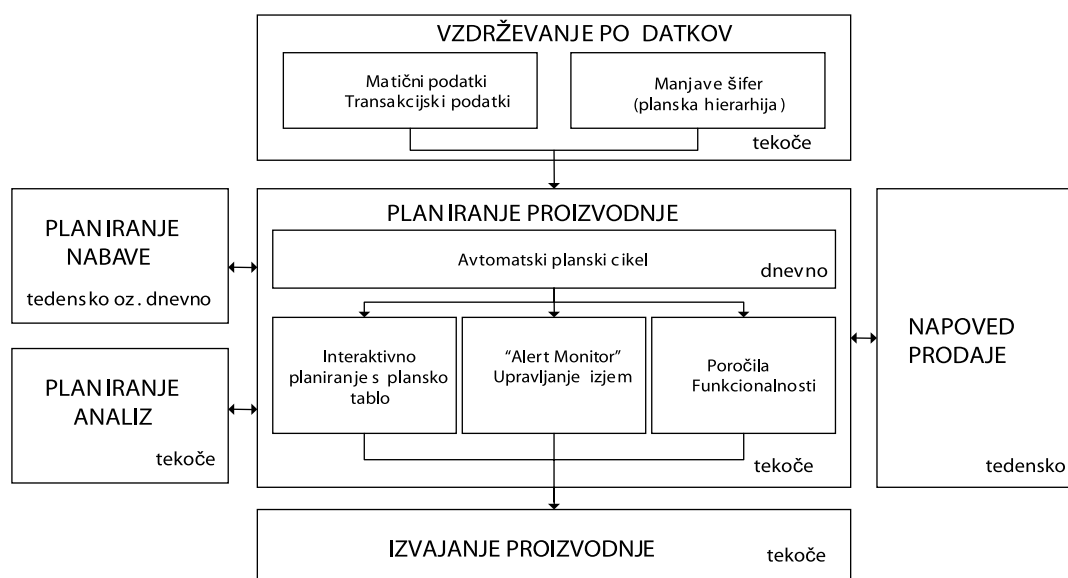 VZDRŽEVANJE PO DATKOV
Matični podatki
Transakcijski podatki
Manjave šifer
(planska hierarhija)
tekoče
PLANIRANJE
NABAVE
tedensko oz. dnevno
PLANIRANJE
ANALIZ
tekoče
PLANIRANJE PROIZVODNJE
Avtomatski planski cikel
dnevno
Interaktivno
planiranje s plansko
tablo
“Alert Monitor”
Upravljanje izjem
Poročila
Funkcionalnosti
tekoče
NAPOVED
PRODAJE
tedensko
IZVAJANJE PROIZVODNJE
tekoče